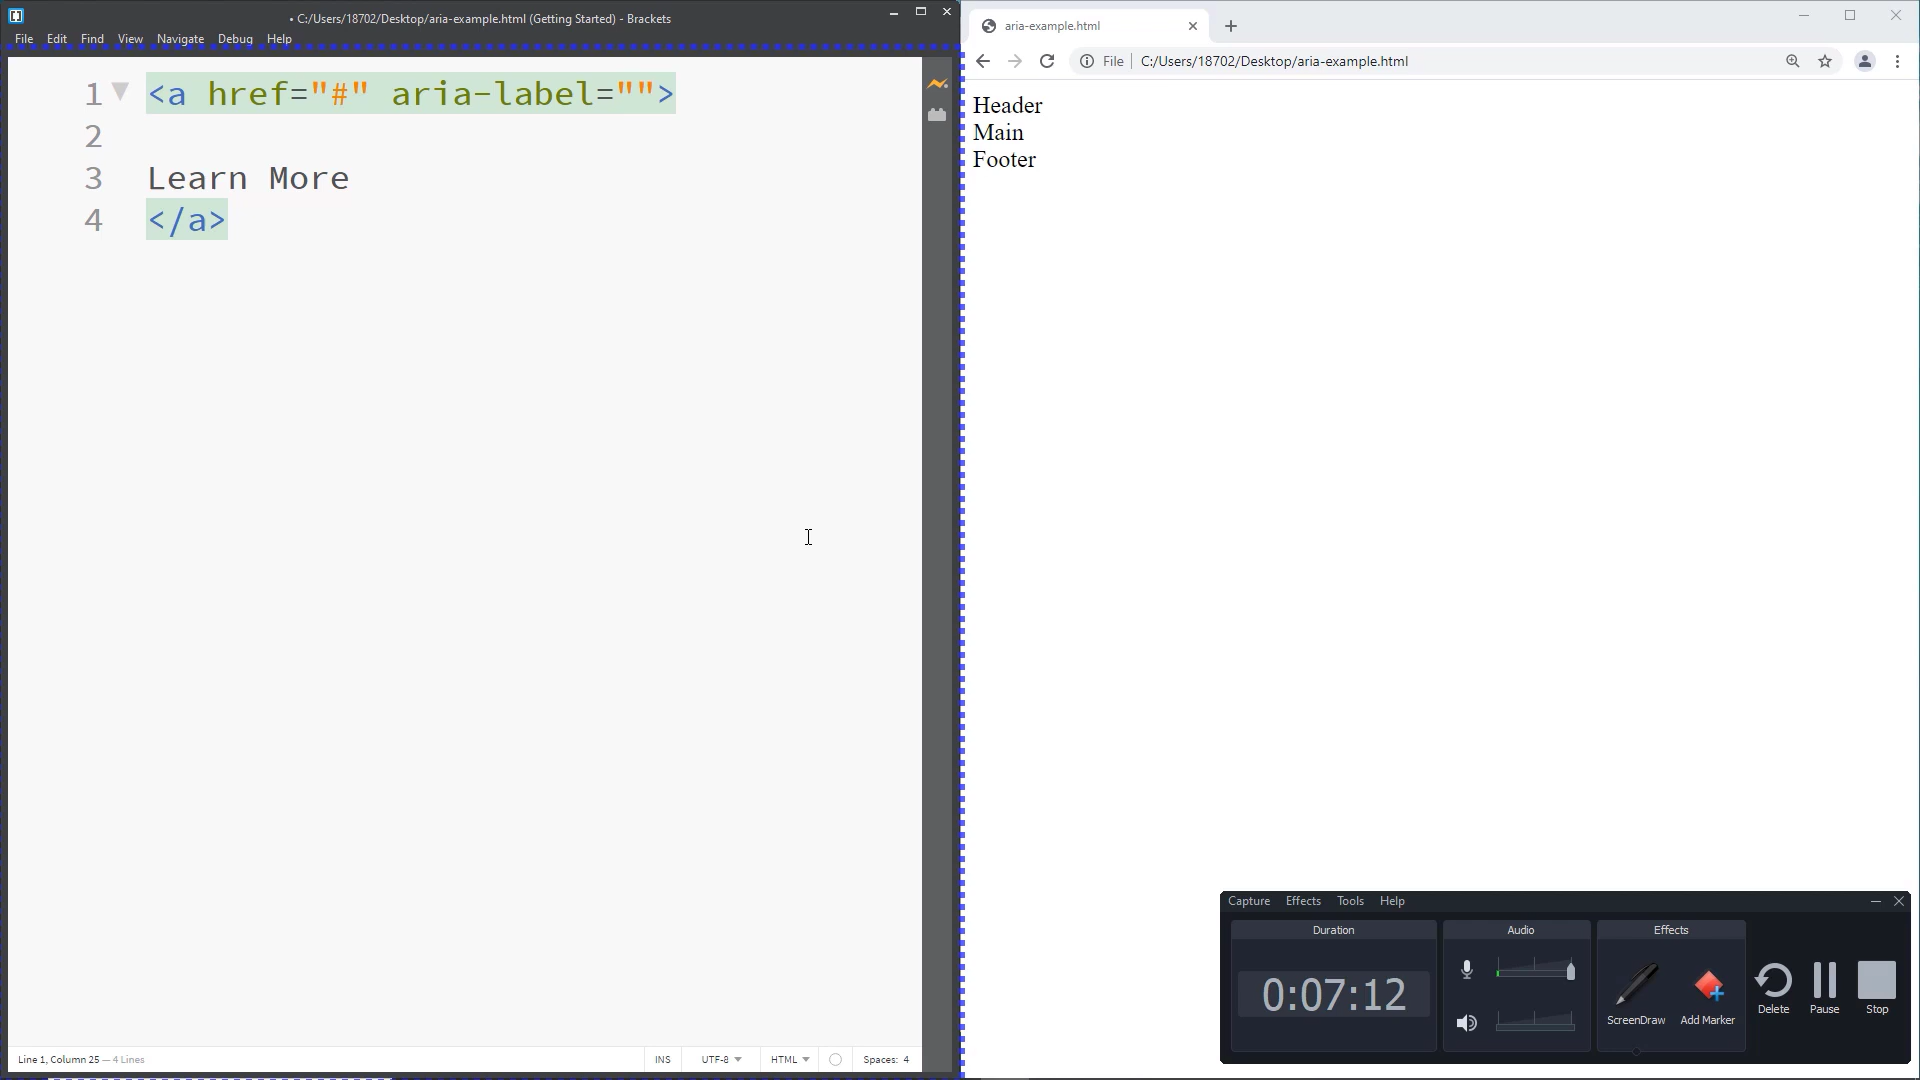 • C:/Users/18702/Desktop/aria-example.html (Getting Started) - Brackets
File Edit Find View Navigate Debug Help
1 <a href="#" aria-label="">
2
3 Learn More
4 </a>
Line 1, Column 25 — 4 Lines
INS UTF-8 HTML Spaces: 4
aria-example.html
File C:/Users/18702/Desktop/aria-example.html
Header
Main
Footer
Capture Effects Tools Help
Duration Audio Effects
0:07:12
ScreenDraw Add Marker Delete Pause Stop